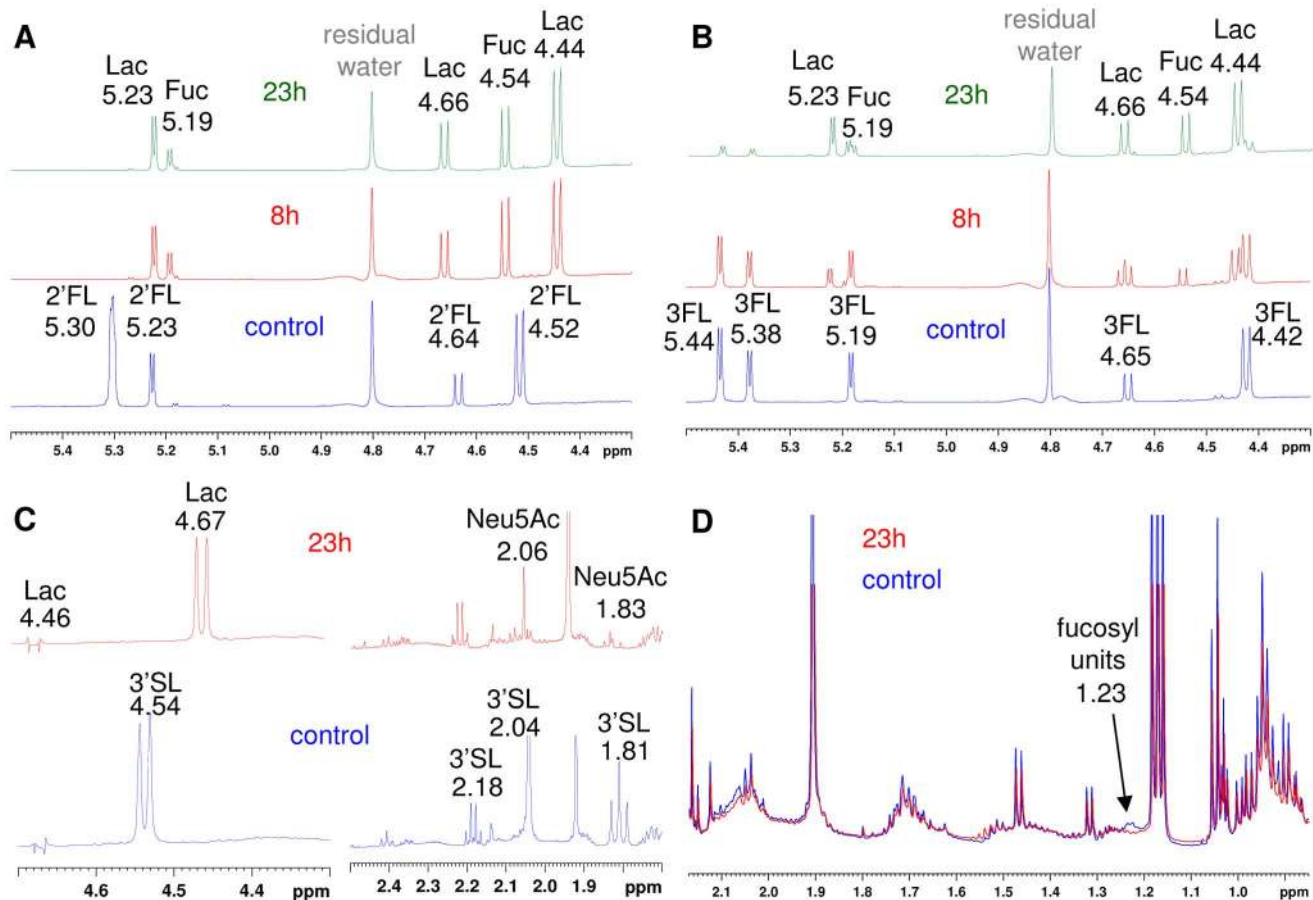 A
Lac
5.23
Fuc
5.19
23h
residual
water
Lac
4.66
Fuc
4.54
Lac
4.44
8h
2'FL
5.30
2'FL
5.23
control
2'FL
4.64
2'FL
4.52
5.4 5.3 5.2 5.1 5.0 4.9 4.8 4.7 4.6 4.5 4.4 ppm
B
Lac
5.23
Fuc
5.19
23h
residual
water
Lac
4.66
Fuc
4.54
Lac
4.44
8h
3FL
5.44
3FL
5.38
3FL
5.19
control
3FL
4.65
3FL
4.42
5.4 5.3 5.2 5.1 5.0 4.9 4.8 4.7 4.6 4.5 4.4 ppm
C
Lac
4.67
Lac
4.46
23h
Neu5Ac
2.06
Neu5Ac
1.83
3'SL
4.54
control
3'SL
2.18
3'SL
2.04
3'SL
1.81
4.6 4.5 4.4 ppm
2.5 2.4 2.3 2.2 2.1 2.0 1.9 ppm
D
23h
control
fucosyl
units
1.23
2.1 2.0 1.9 1.8 1.7 1.6 1.5 1.4 1.3 1.2 1.1 1.0 ppm